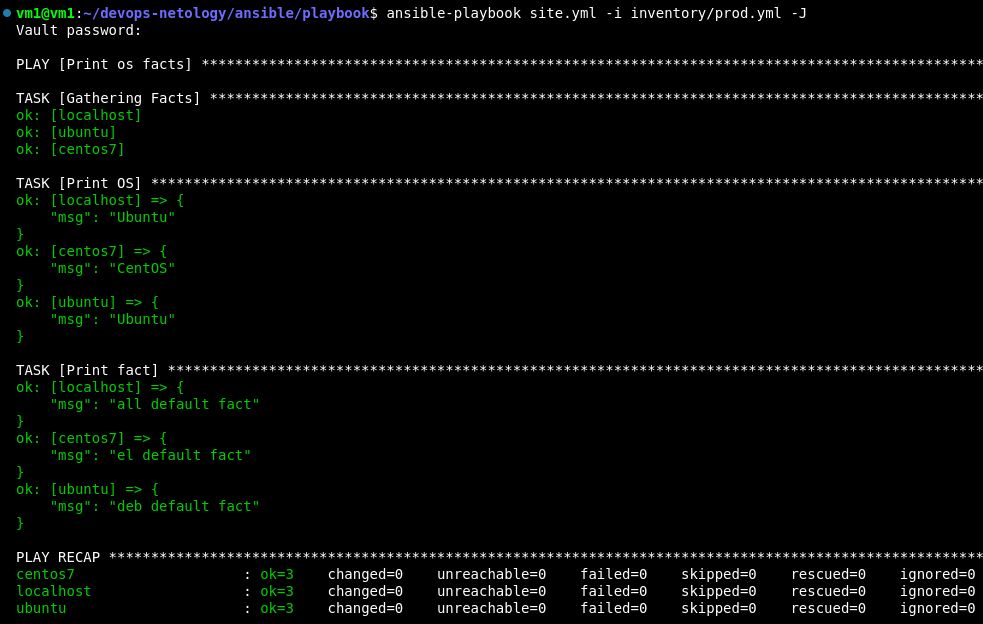 vm1@vm1:~/devops-netology/ansible/playbook$ ansible-playbook site.yml -i inventory/prod.yml -J
Vault password:
PLAY [Print os facts] *********************************************************************************************
TASK [Gathering Facts] ********************************************************************************************
ok: [localhost]
ok: [ubuntu]
ok: [centos7]
TASK [Print OS] ***************************************************************************************************
ok: [localhost] => {
    "msg": "Ubuntu"
}
ok: [centos7] => {
    "msg": "CentOS"
}
ok: [ubuntu] => {
    "msg": "Ubuntu"
}
TASK [Print fact] *************************************************************************************************
ok: [localhost] => {
    "msg": "all default fact"
}
ok: [centos7] => {
    "msg": "el default fact"
}
ok: [ubuntu] => {
    "msg": "deb default fact"
}
PLAY RECAP ********************************************************************************************************
centos7                    : ok=3    changed=0    unreachable=0    failed=0    skipped=0    rescued=0    ignored=0
localhost                  : ok=3    changed=0    unreachable=0    failed=0    skipped=0    rescued=0    ignored=0
ubuntu                     : ok=3    changed=0    unreachable=0    failed=0    skipped=0    rescued=0    ignored=0